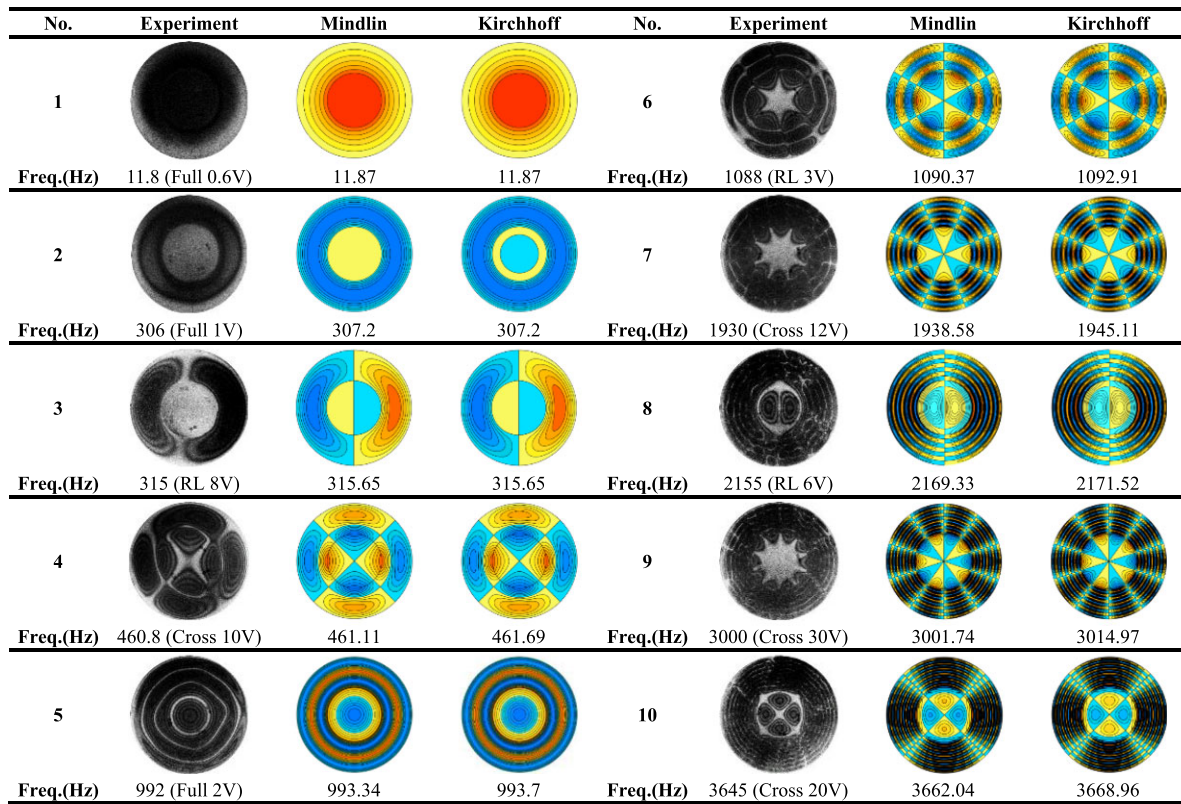 No. Experiment Mindlin Kirchhoff No. Experiment Mindlin Kirchhoff
1 6
Freq.(Hz) 11.8 (Full 0.6V) 11.87 11.87 Freq.(Hz) 1088 (RL 3V) 1090.37 1092.91
2 7
Freq.(Hz) 306 (Full 1V) 307.2 307.2 Freq.(Hz) 1930 (Cross 12V) 1938.58 1945.11
3 8
Freq.(Hz) 315 (RL 8V) 315.65 315.65 Freq.(Hz) 2155 (RL 6V) 2169.33 2171.52
4 9
Freq.(Hz) 460.8 (Cross 10V) 461.11 461.69 Freq.(Hz) 3000 (Cross 30V) 3001.74 3014.97
5 10
Freq.(Hz) 992 (Full 2V) 993.34 993.7 Freq.(Hz) 3645 (Cross 20V) 3662.04 3668.96